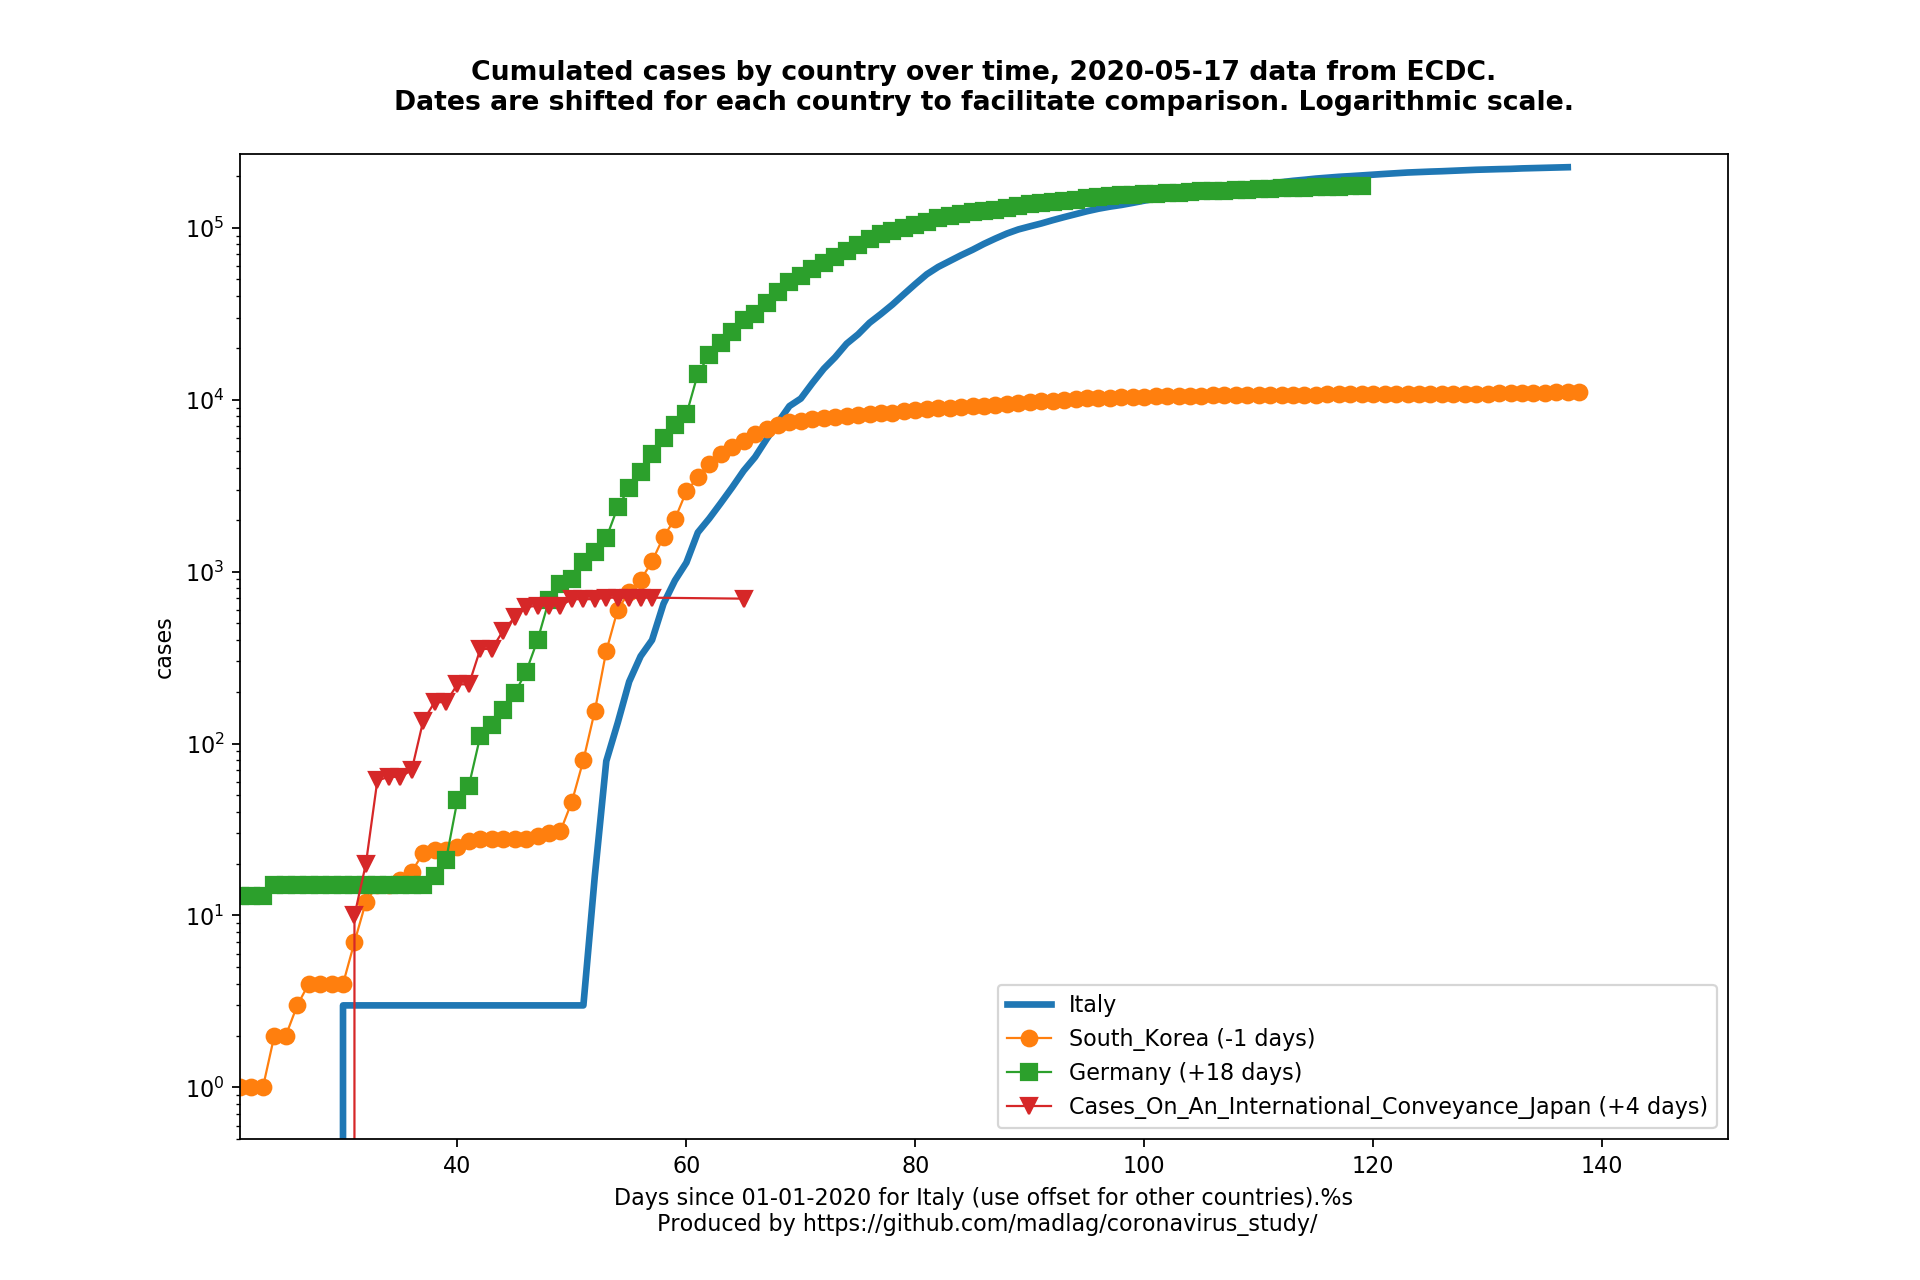 Cumulated cases by country over time, 2020-05-17 data from ECDC.
Dates are shifted for each country to facilitate comparison. Logarithmic scale.
10^5
10^4
10^3
10^2
10^1
10^0
cases
Italy
South_Korea (-1 days)
Germany (+18 days)
Cases_On_An_International_Conveyance_Japan (+4 days)
40 60 80 100 120 140
Days since 01-01-2020 for Italy (use offset for other countries).%s
Produced by https://github.com/madlag/coronavirus_study/